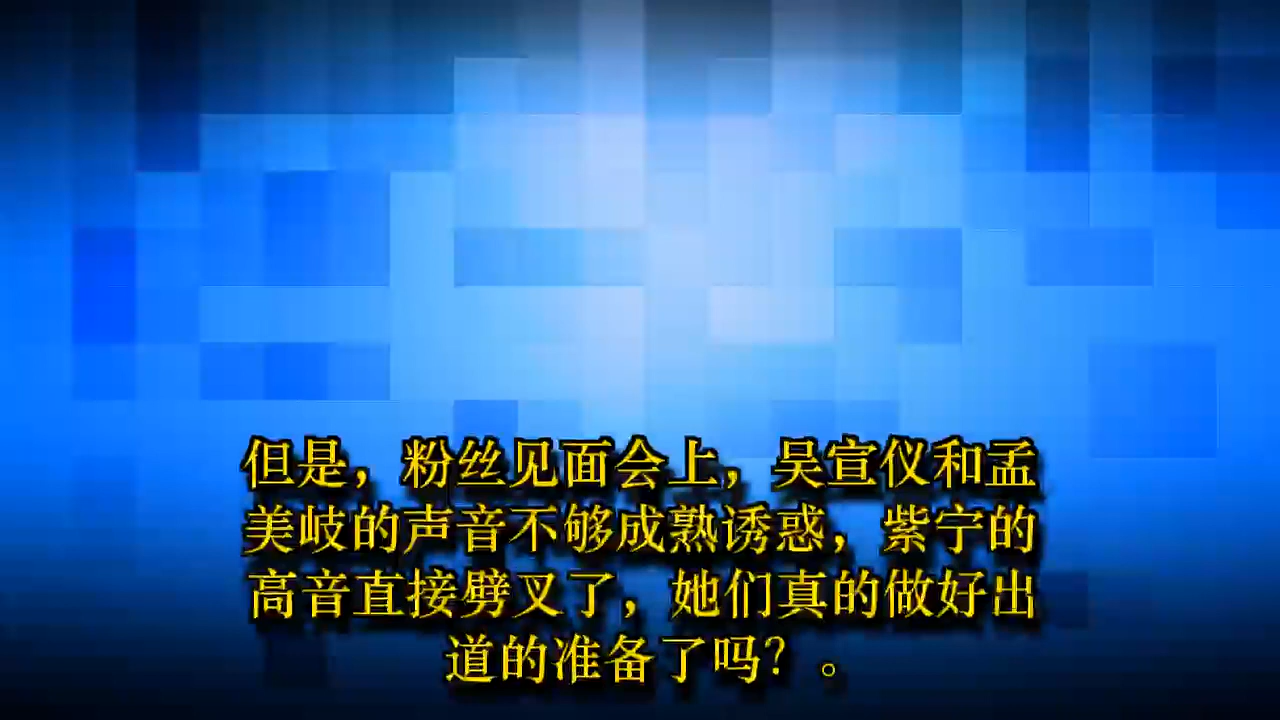 但是，粉丝见面会上，吴宣仪和孟
美岐的声音不够成熟诱惑，紫宁的
高音直接劈叉了，她们真的做好出
道的准备了吗？。